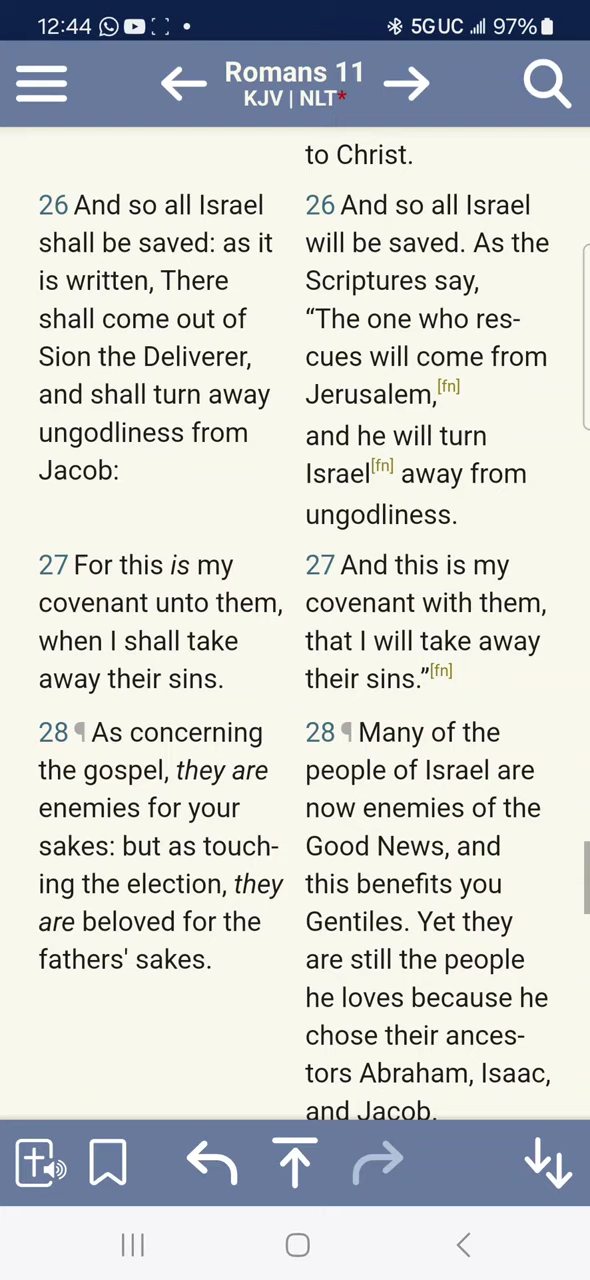 12:44
5G UC 97%
Romans 11
KJV | NLT*
to Christ.
26 And so all Israel
shall be saved: as it
is written, There
shall come out of
Sion the Deliverer,
and shall turn away
ungodliness from
Jacob:
26 And so all Israel
will be saved. As the
Scriptures say,
“The one who res-
cues will come from
Jerusalem,[fn]
and he will turn
Israel[fn] away from
ungodliness.
27 For this is my
covenant unto them,
when I shall take
away their sins.
27 And this is my
covenant with them,
that I will take away
their sins.”[fn]
28 ¶ As concerning
the gospel, they are
enemies for your
sakes: but as touch-
ing the election, they
are beloved for the
fathers' sakes.
28 ¶ Many of the
people of Israel are
now enemies of the
Good News, and
this benefits you
Gentiles. Yet they
are still the people
he loves because he
chose their ances-
tors Abraham, Isaac,
and Jacob.